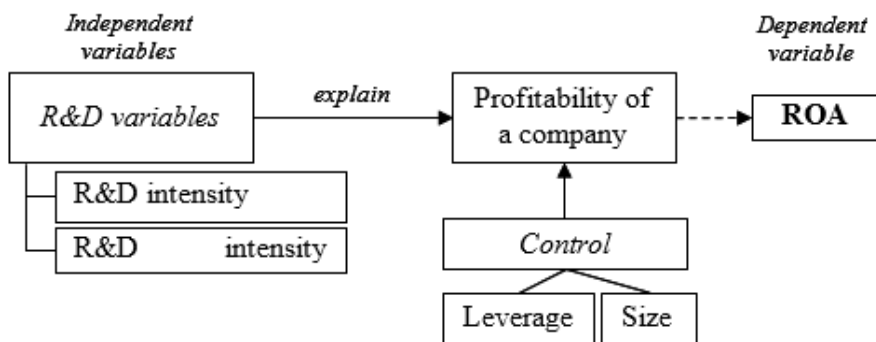 Independent
variables
Dependent
variable
R&D variables
explain
Profitability of
a company
ROA
R&D intensity
R&D intensity
Control
Leverage
Size